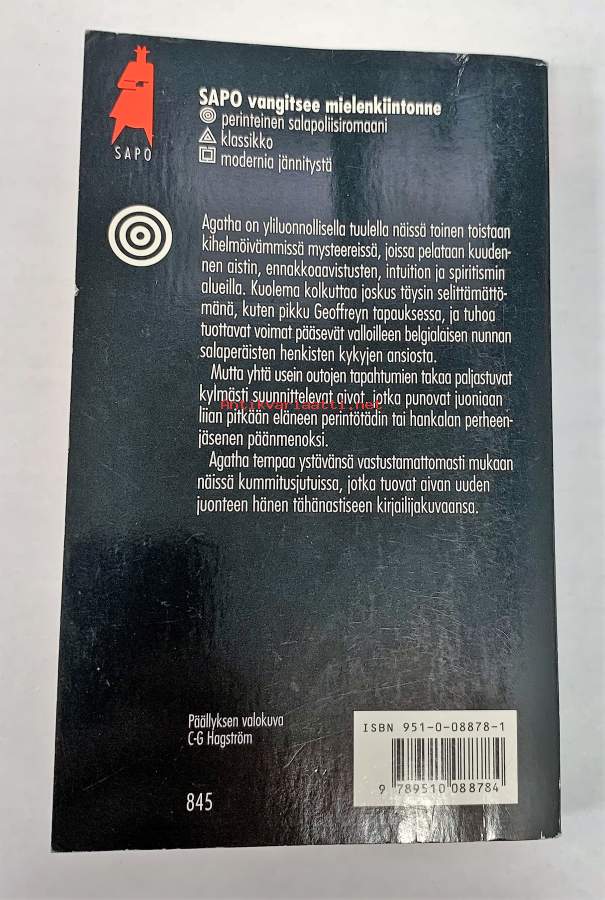 SAPO
SAPO vangitsee mielenkiintonne
perinteinen salapoliisiromaani
klassikko
modernia jännitystä
Agatha on yliluonnollisella tuulella näissä toinen toistaan
kihelmöivämmissä mysteereissä, joissa pelataan kuuden-
nen aistin, ennakkoaavistusten, intuition ja spiritismin
alueilla. Kuolema kolkuttaa joskus täysin selittämättö-
mänä, kuten pikku Geoffreyn tapauksessa, ja tuhoa
tuottavat voimat pääsevät valloilleen belgialaisen nunnan
salaperäisten henkisten kykyjen ansiosta.
Mutta yhtä usein outojen tapahtumien takaa paljastuvat
kylmästi suunnittelevat aivot, jotka punovat juoniaan
Antikvariaatti.net
liian pitkään eläneen perintötädin tai hankalan perheen-
jäsenen päänmenoksi.
Agatha tempaa ystävänsä vastustamattomasti mukaan
näissä kummitusjutuissa, jotka tuovat aivan uuden
juonteen hänen tähänastiseen kirjailijakuvaansa.
Päällyksen valokuva
C-G Hagström
845
ISBN 951-0-08878-1
9 789510 088784